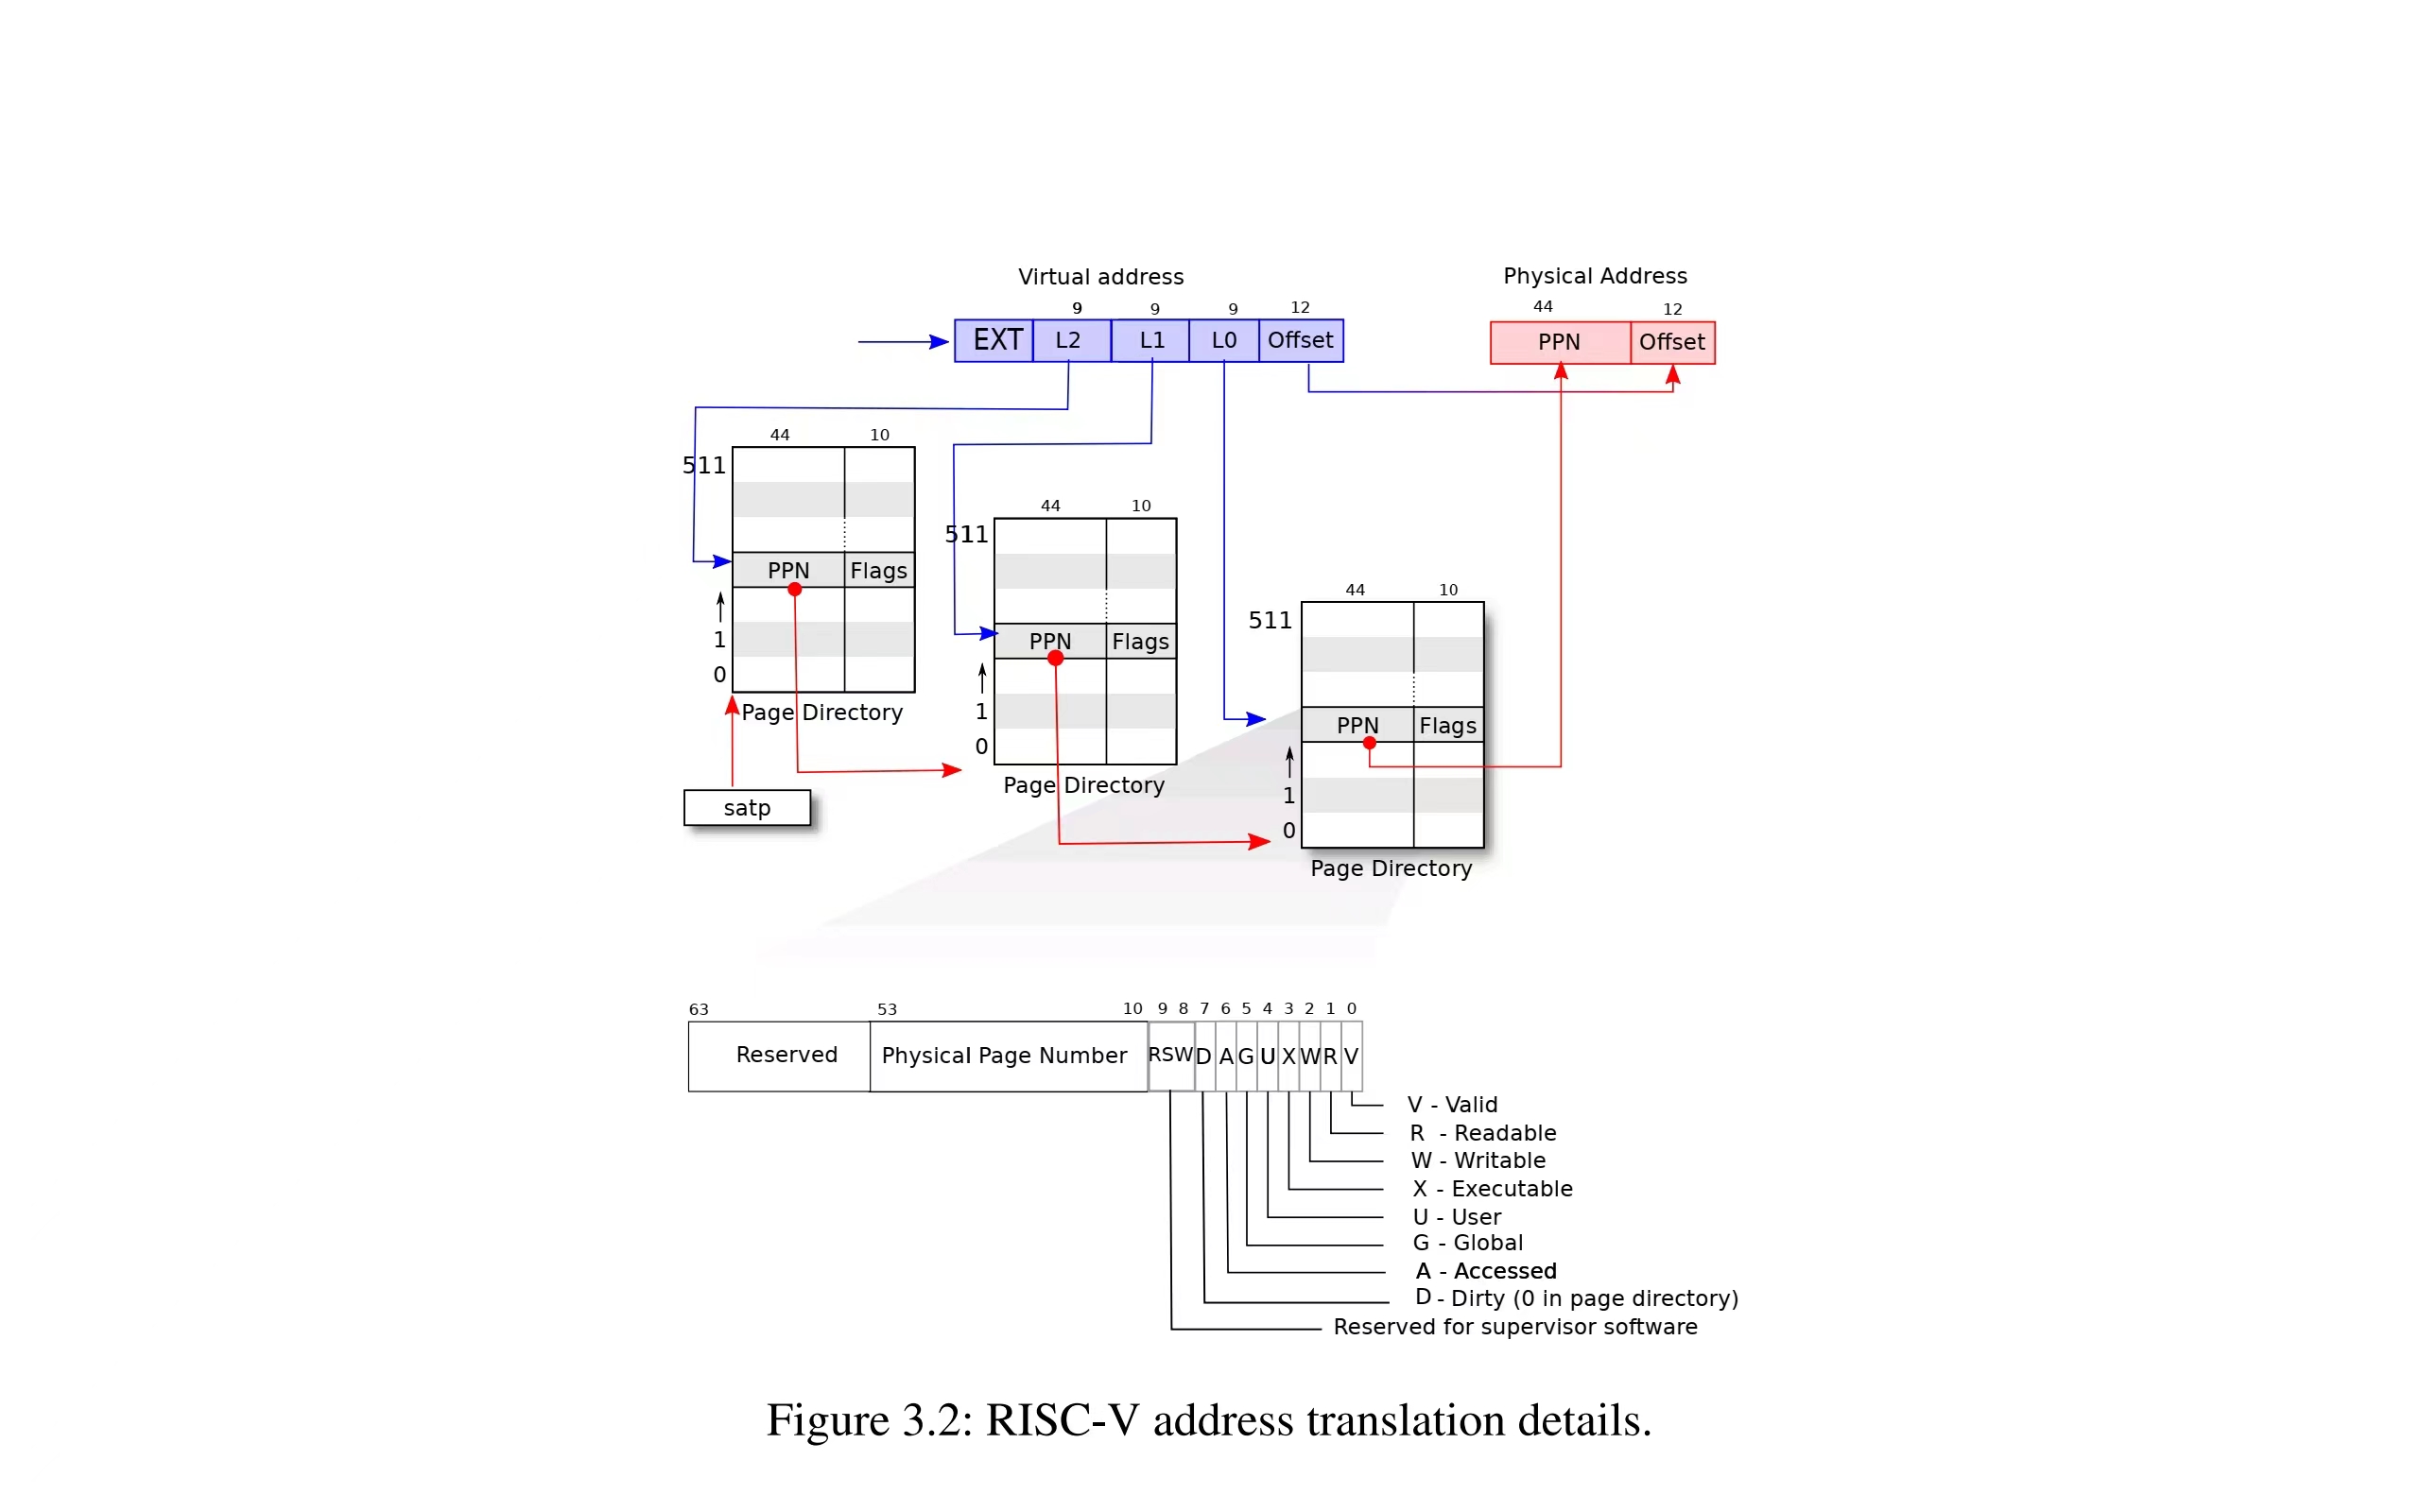 Virtual address
Physical Address
9 9 9 12
44 12
EXT L2 L1 L0 Offset
PPN Offset
44 10
511
PPN Flags
1
0
Page Directory
satp
44 10
511
PPN Flags
1
0
Page Directory
44 10
511
PPN Flags
1
0
Page Directory
63 53 10 9 8 7 6 5 4 3 2 1 0
Reserved Physical Page Number RSW D A G U X W R V
V - Valid
R - Readable
W - Writable
X - Executable
U - User
G - Global
A - Accessed
D - Dirty (0 in page directory)
Reserved for supervisor software
Figure 3.2: RISC-V address translation details.